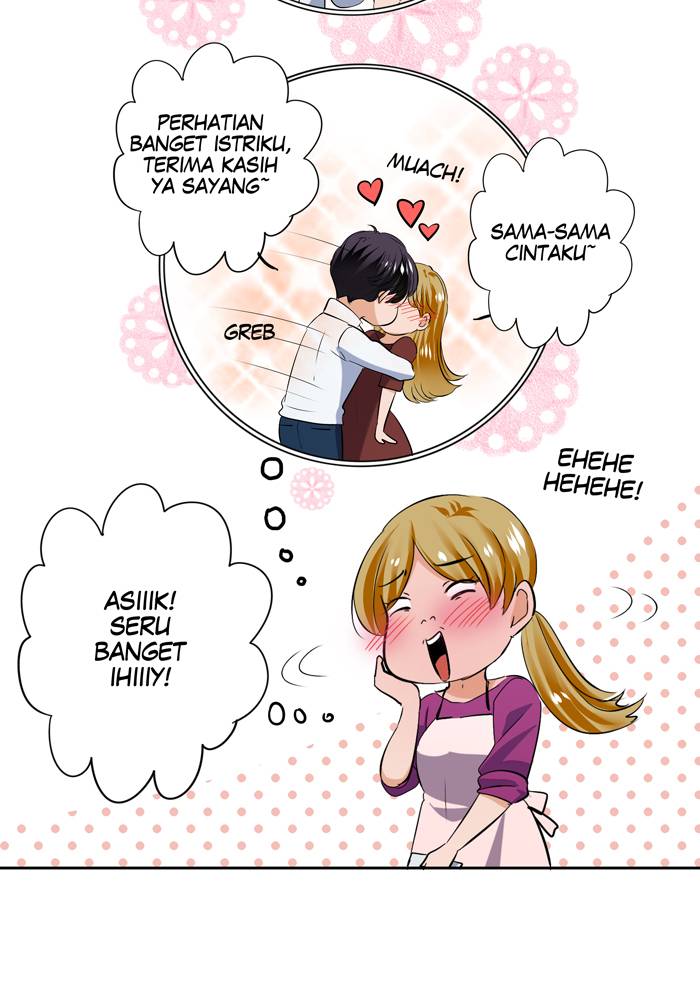 PERHATIAN
BANGET ISTRIKU,
TERIMA KASIH
YA SAYANG~
MUACH!
SAMA-SAMA
CINTAKU~
GREB
EHEHE
HEHEHE!
ASIIIK!
SERU
BANGET
IHIIIY!